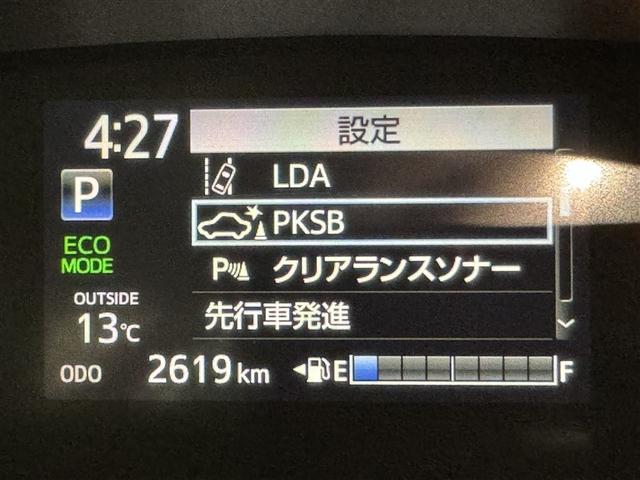 4:27
設定
LDA
P
PKSB
ECO
MODE
P クリアランスソナー
OUTSIDE
13℃
先行車発進
ODO 2619 km E F